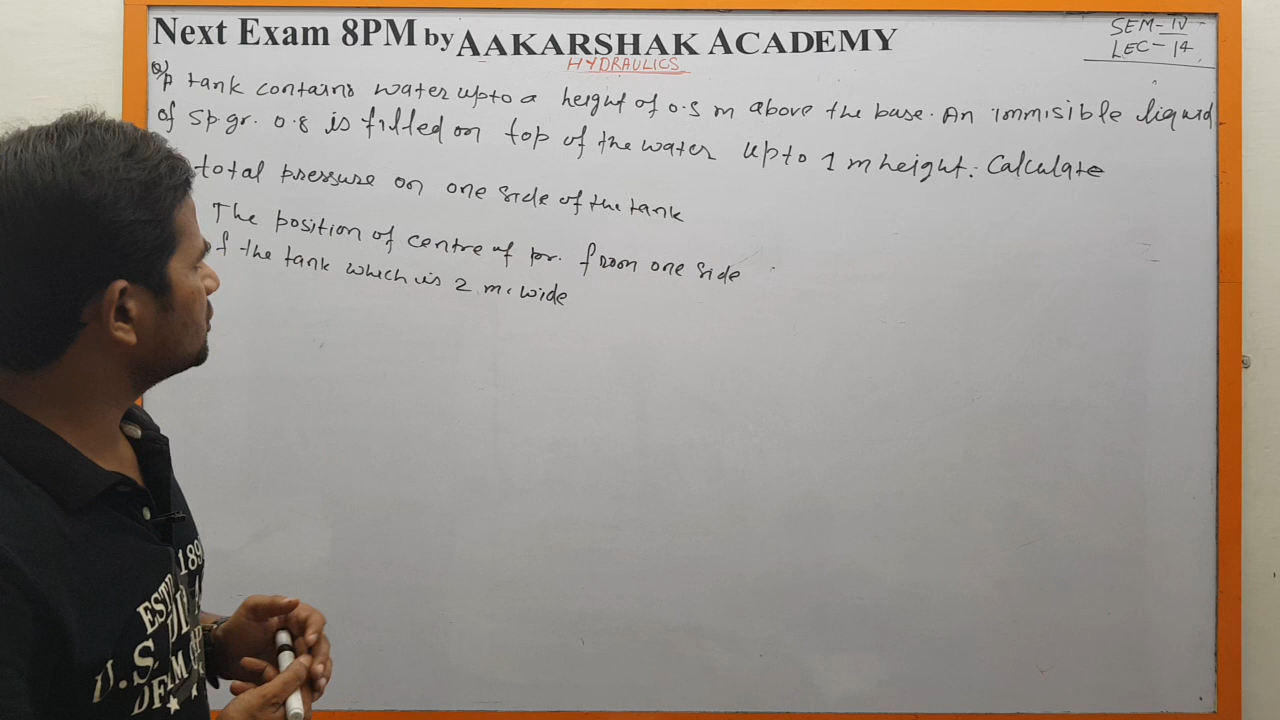 Next Exam 8PM by AAKARSHAK ACADEMY
SEM-IV
LEC-14
HYDRAULICS
Q/ tank contains water upto a height of 0.5 m above the base. An immisible liquid
of sp.gr. 0.8 is filled on top of the water upto 1 m height. Calculate
total pressure on one side of the tank
The position of centre of pr. from one side
of the tank which is 2 m. wide
ESTD 189
U.S.